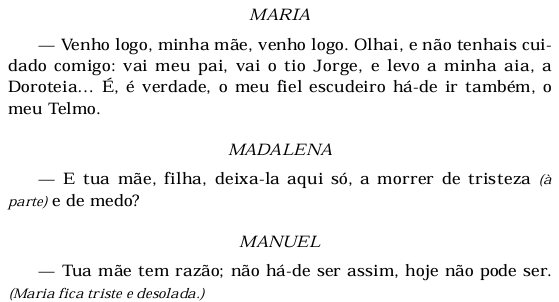 MARIA
— Venho logo, minha mãe, venho logo. Olhai, e não tenhais cui-
dado comigo: vai meu pai, vai o tio Jorge, e levo a minha aia, a
Doroteia… É, é verdade, o meu fiel escudeiro há-de ir também, o
meu Telmo.
MADALENA
— E tua mãe, filha, deixa-la aqui só, a morrer de tristeza (à
parte) e de medo?
MANUEL
— Tua mãe tem razão; não há-de ser assim, hoje não pode ser.
(Maria fica triste e desolada.)